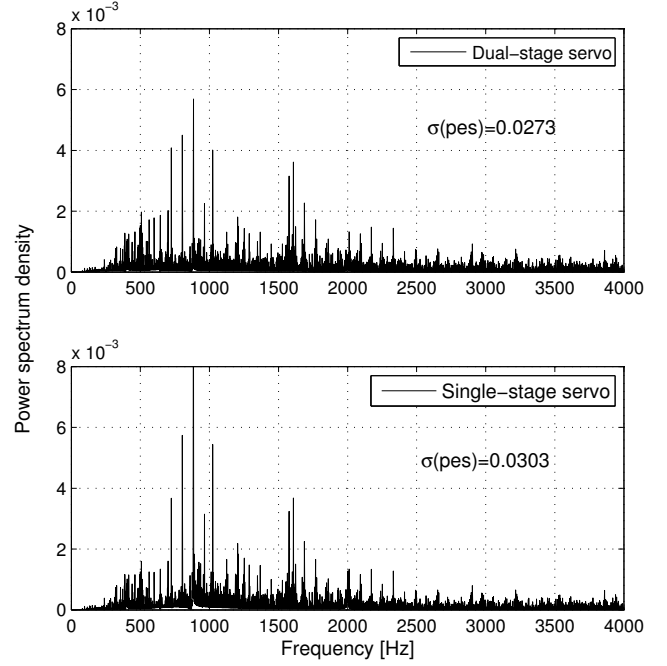 x 10⁻³
8
6
4
2
0
0 500 1000 1500 2000 2500 3000 3500 4000
Dual−stage servo
σ(pes)=0.0273
Power spectrum density
x 10⁻³
8
6
4
2
0
0 500 1000 1500 2000 2500 3000 3500 4000
Single−stage servo
σ(pes)=0.0303
Frequency [Hz]